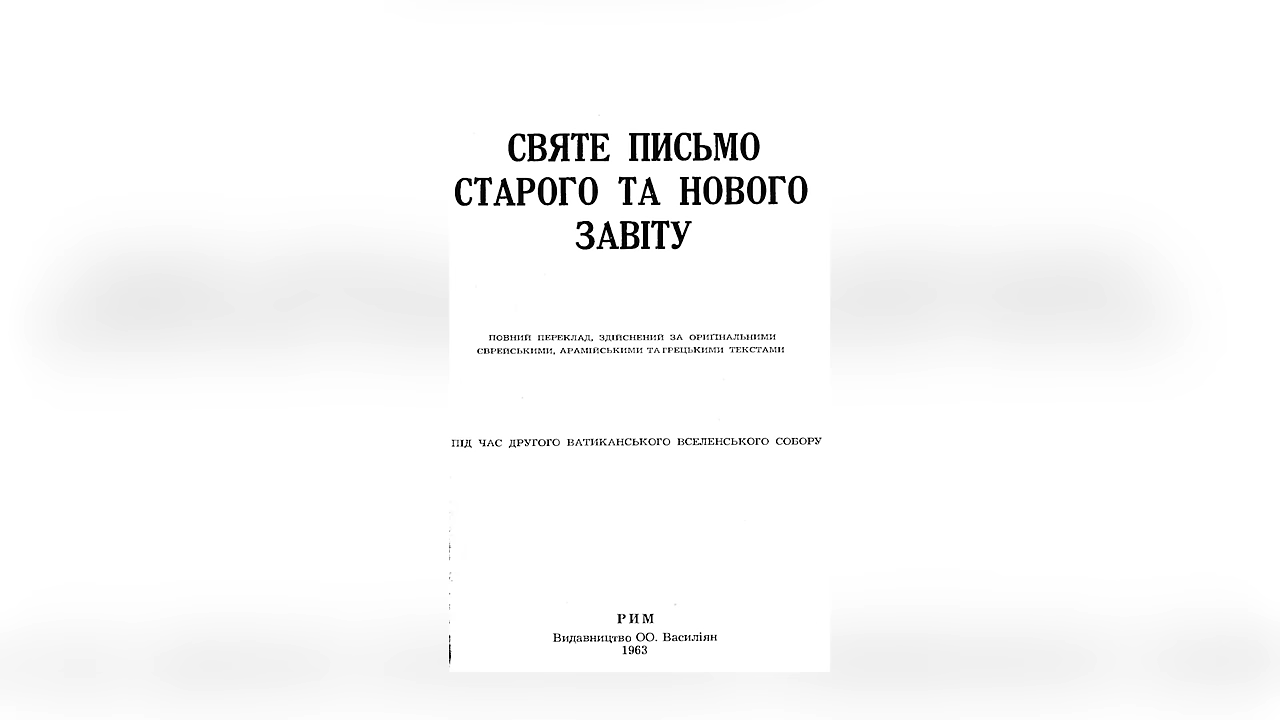 СВЯТЕ ПИСЬМО
СТАРОГО ТА НОВОГО
ЗАВІТУ
ПОВНИЙ ПЕРЕКЛАД, ЗДІЙСНЕНИЙ ЗА ОРИҐІНАЛЬНИМИ
ЄВРЕЙСЬКИМИ, АРАМІЙСЬКИМИ ТА ГРЕЦЬКИМИ ТЕКСТАМИ
ПІД ЧАС ДРУГОГО ВАТИКАНСЬКОГО ВСЕЛЕНСЬКОГО СОБОРУ
РИМ
Видавництво ОО. Василіян
1963